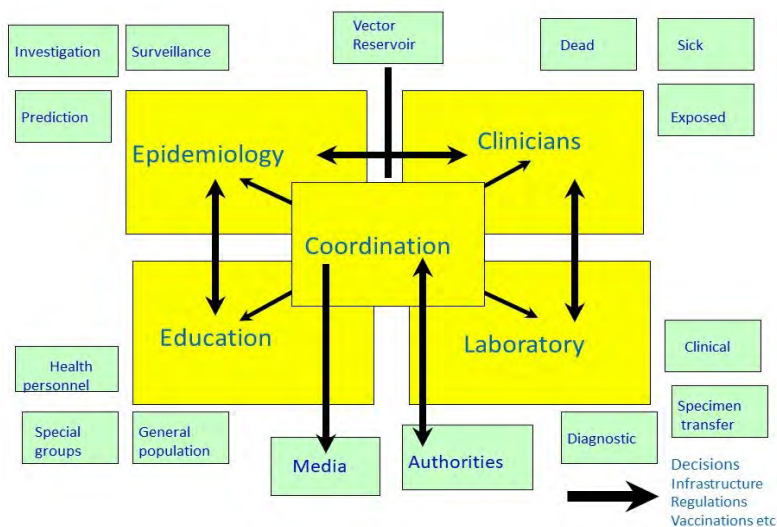 Investigation
Surveillance
Vector
Reservoir
Dead
Sick
Prediction
Exposed
Epidemiology
Clinicians
Coordination
Education
Laboratory
Health
personnel
Special
groups
General
population
Media
Authorities
Clinical
Specimen
transfer
Diagnostic
Decisions
Infrastructure
Regulations
Vaccinations etc